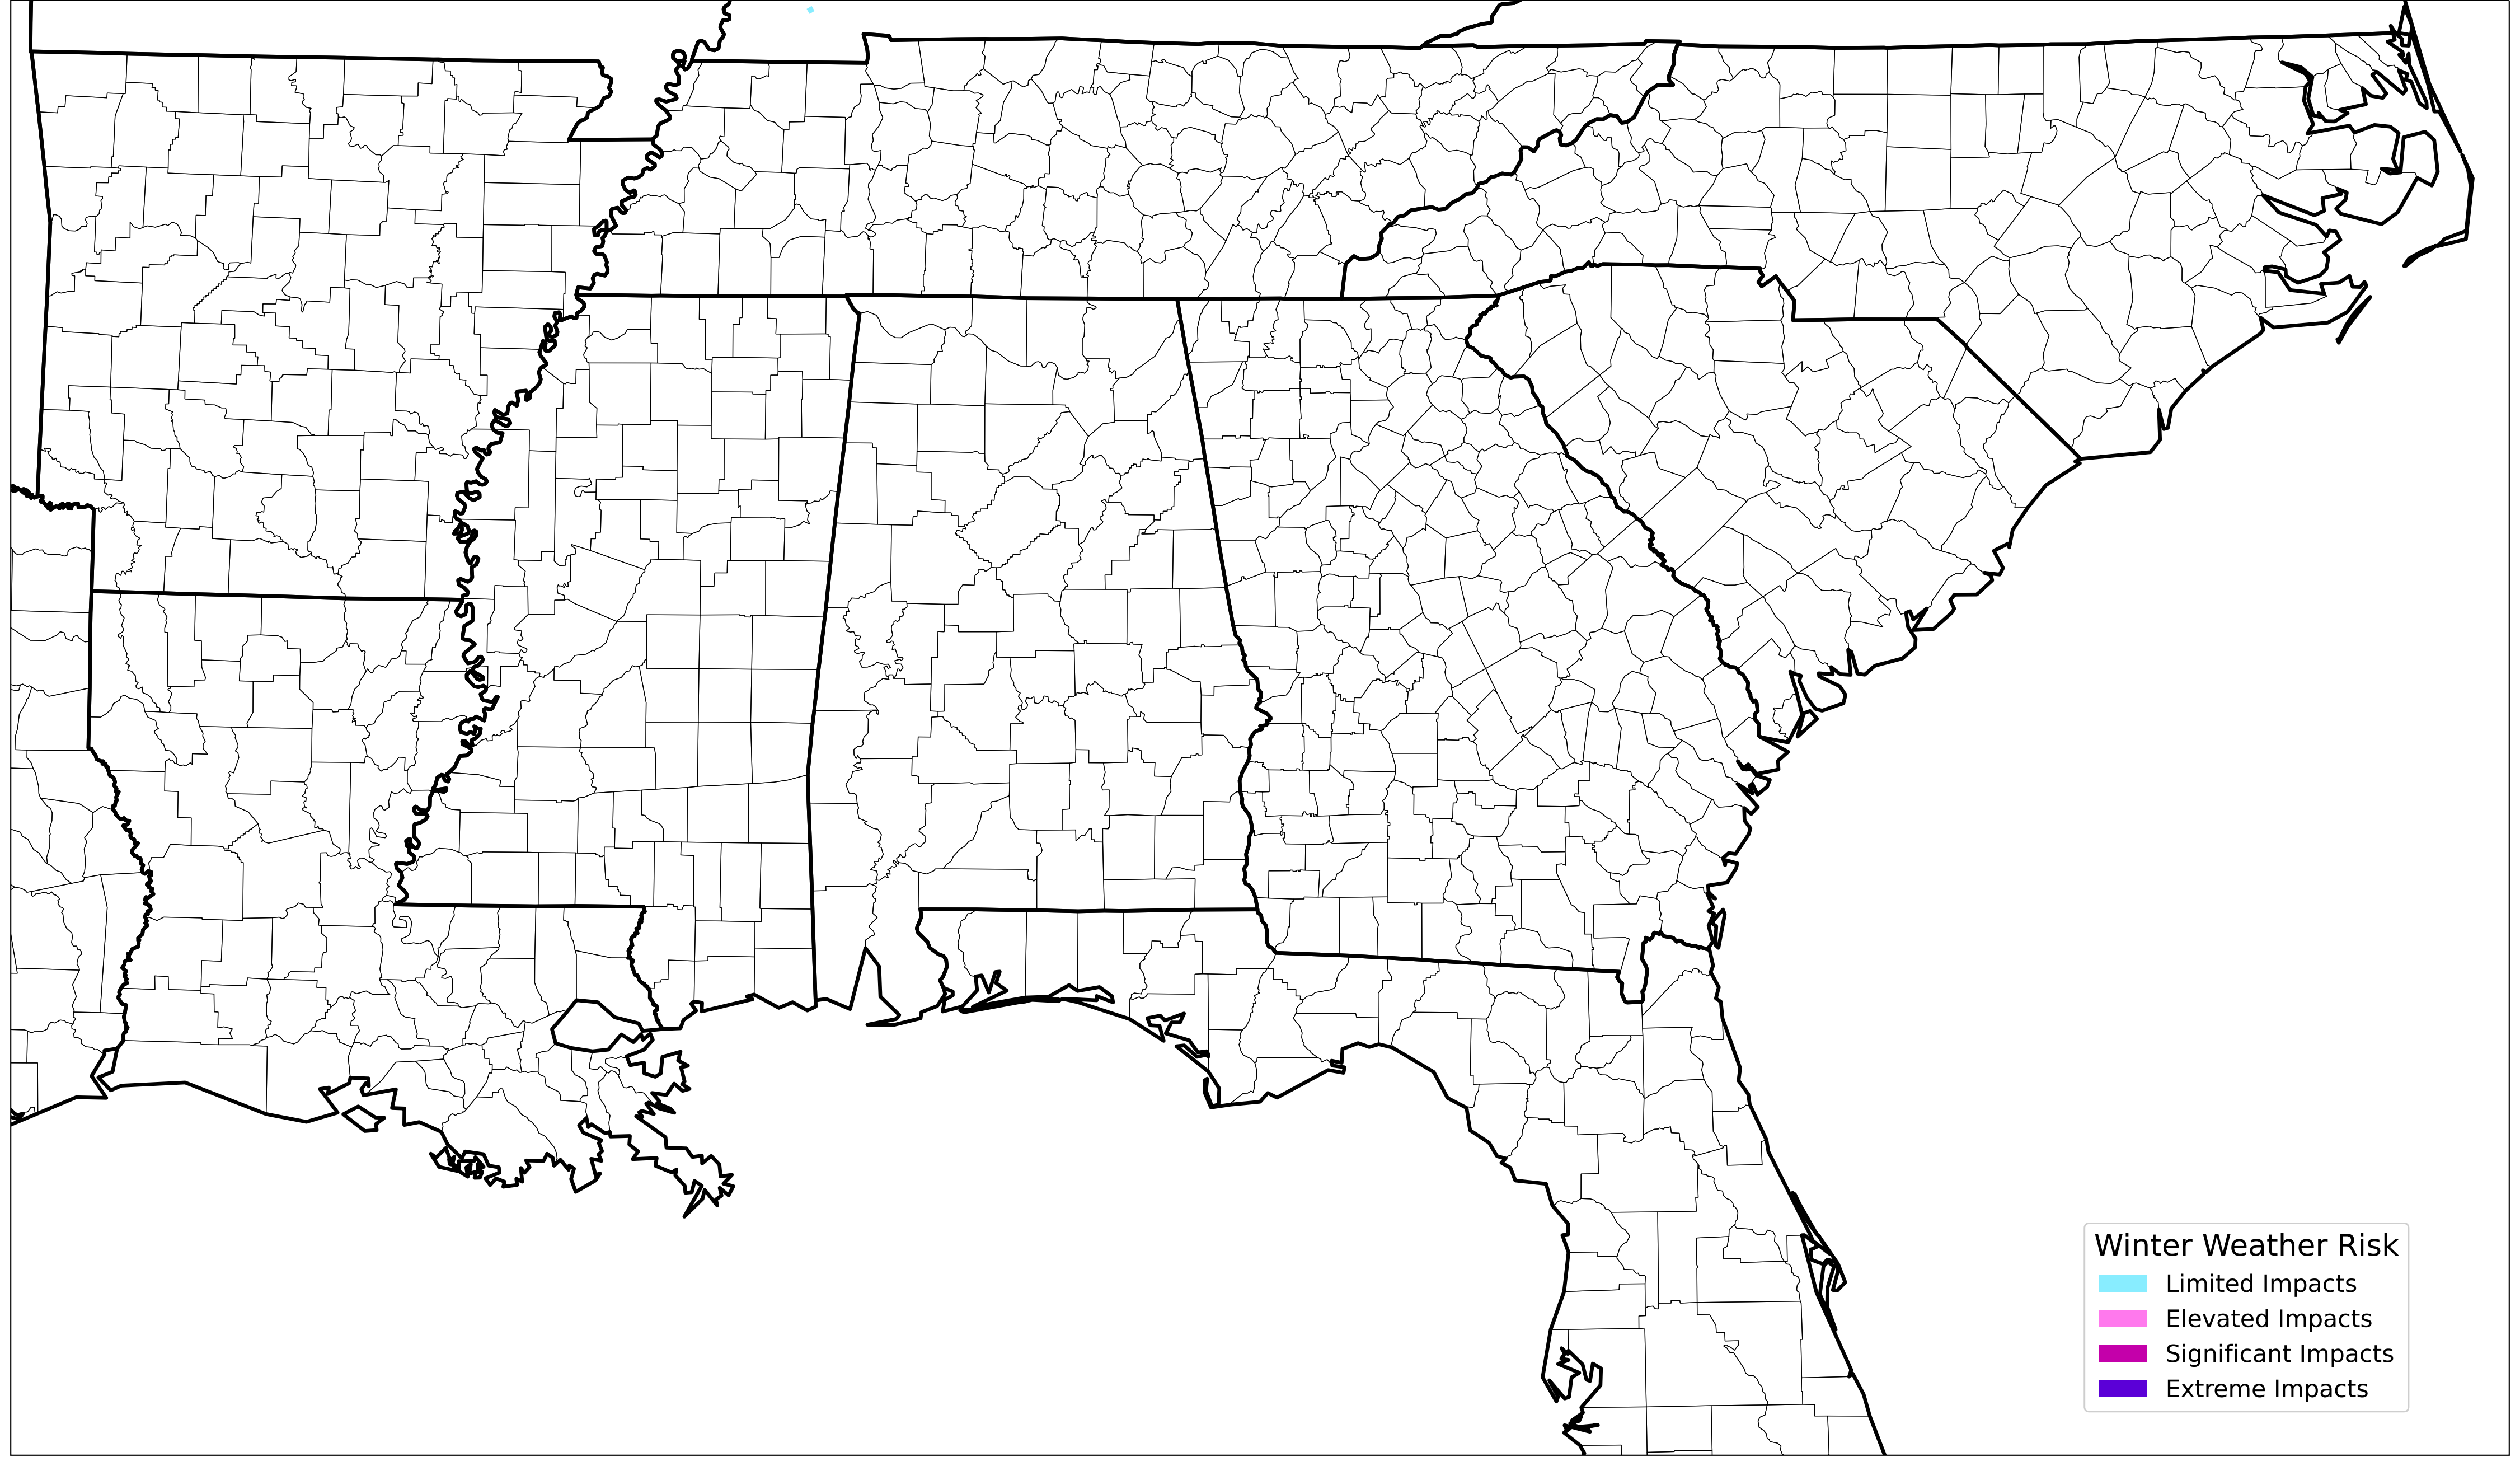 Winter Weather Risk
Limited Impacts
Elevated Impacts
Significant Impacts
Extreme Impacts